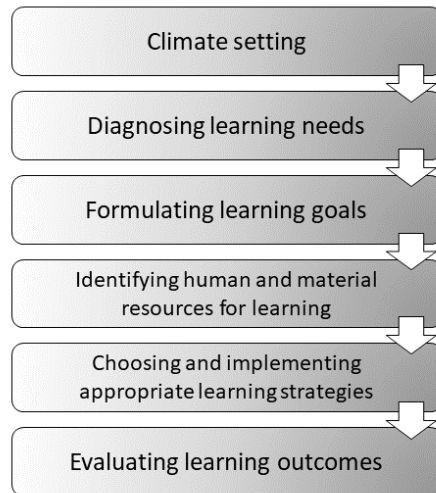 Climate setting
Diagnosing learning needs
Formulating learning goals
Identifying human and material
resources for learning
Choosing and implementing
appropriate learning strategies
Evaluating learning outcomes